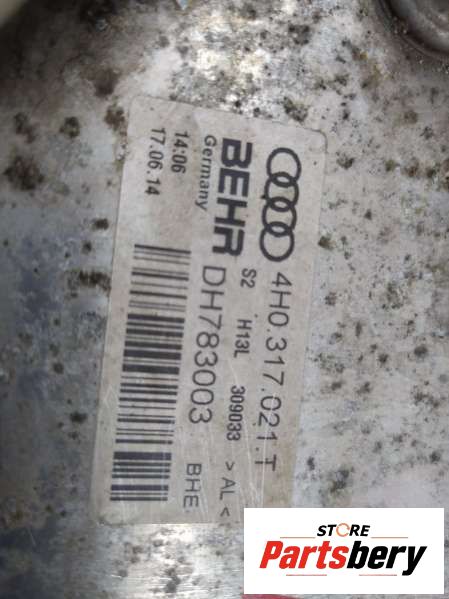 4H0.317.021.T
BEHR
Germany
S2 H13L 309033 >AL<
DH783003
BHE
14:06
17.06.14
STORE
Partsbery